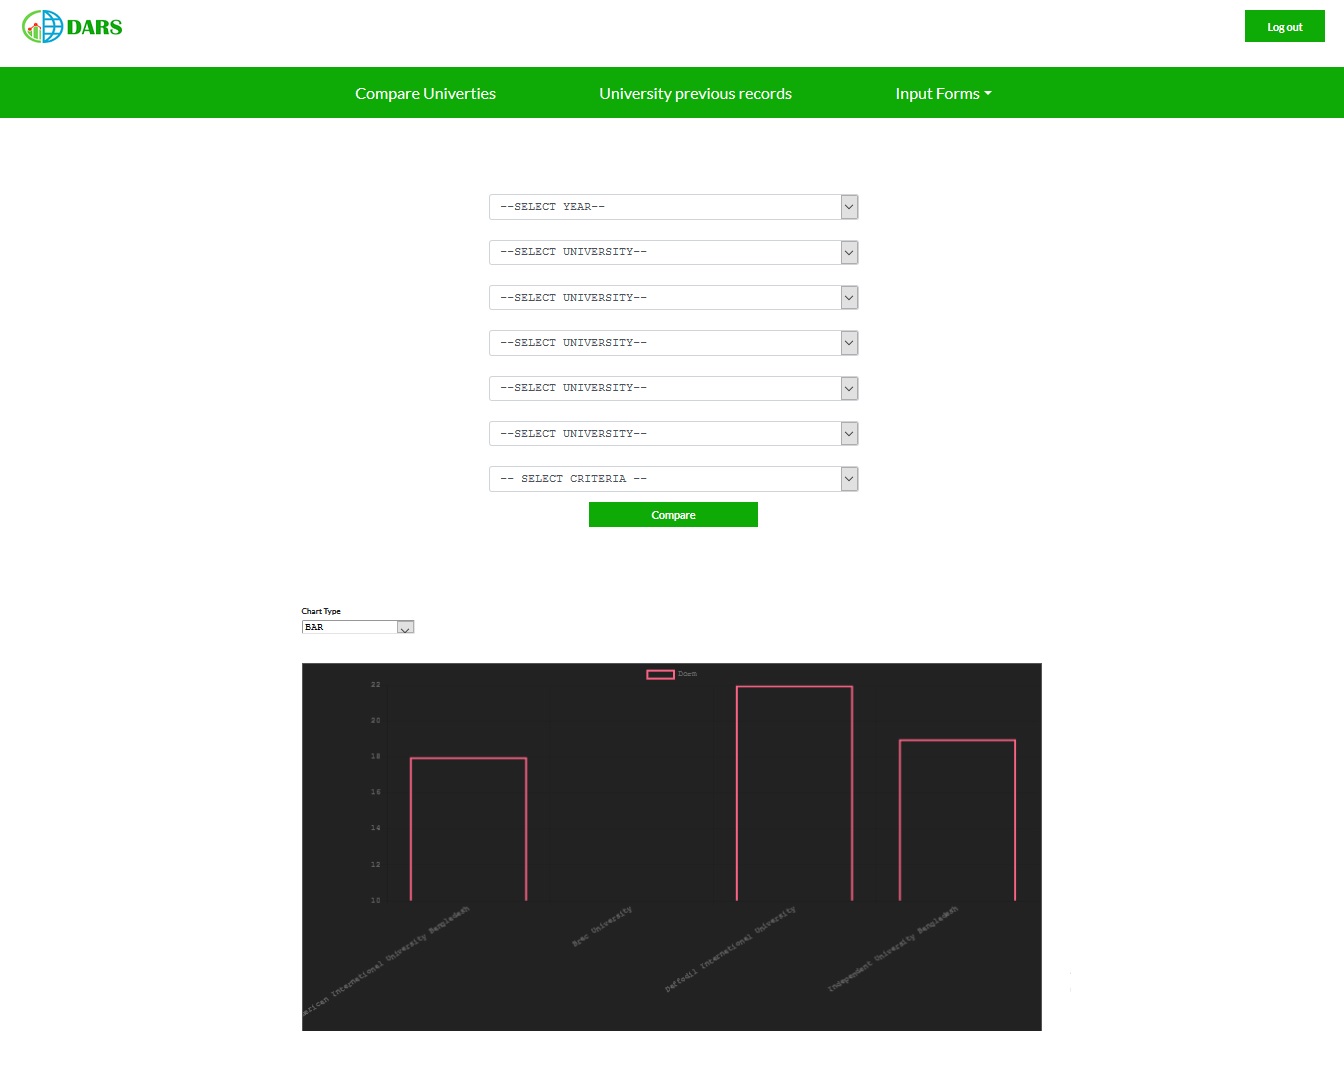 DARS
Log out
Compare Univerties
University previous records
Input Forms
--SELECT YEAR--
--SELECT UNIVERSITY--
--SELECT UNIVERSITY--
--SELECT UNIVERSITY--
--SELECT UNIVERSITY--
--SELECT UNIVERSITY--
-- SELECT CRITERIA --
Compare
Chart Type
BAR
22
20
18
16
14
12
10
International University Bangladesh
Brac University
Daffodil International University
Independent University Bangladesh